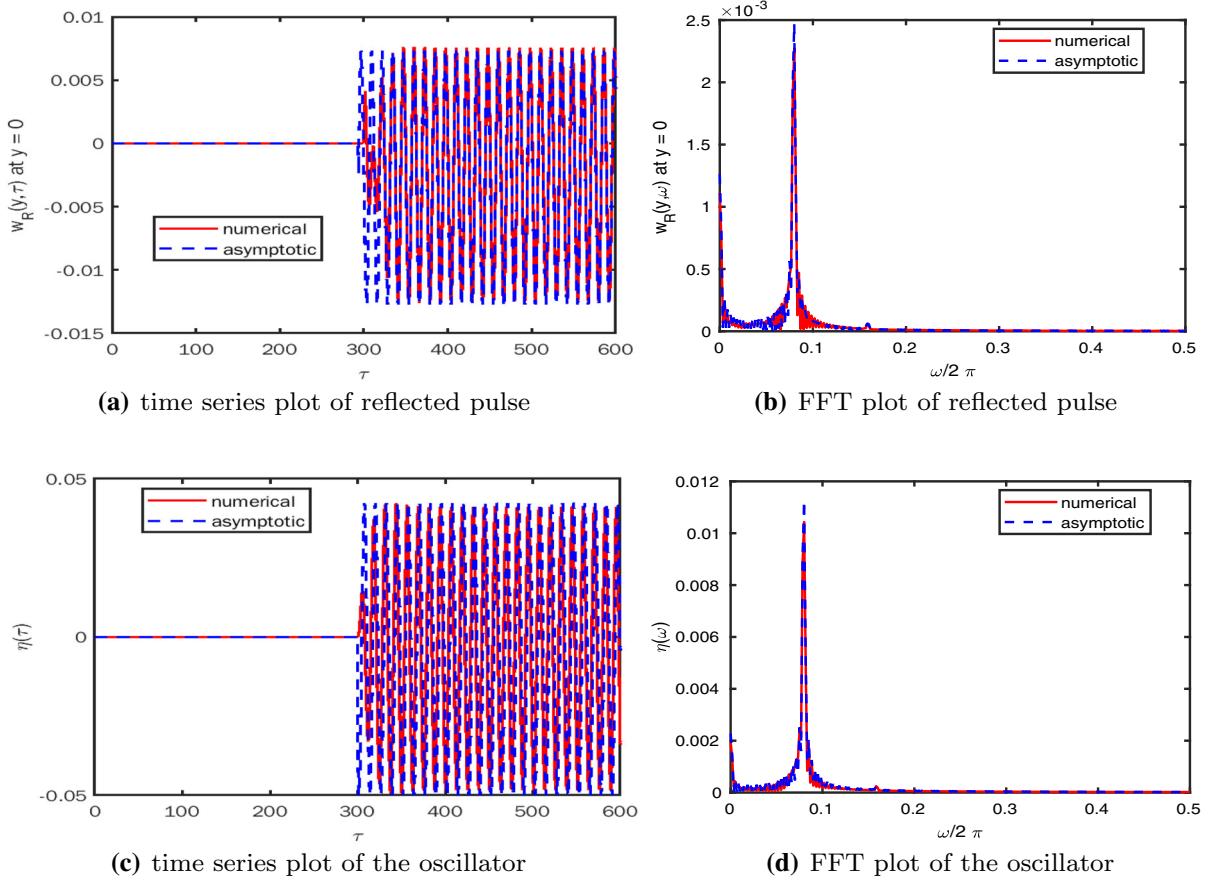 0.01
0.005
0
-0.005
-0.01
-0.015
w_R(y,τ) at y = 0
numerical
asymptotic
0 100 200 300 400 500 600
τ
(a) time series plot of reflected pulse
×10⁻³
2.5
2
1.5
1
0.5
0
w_R(y,ω) at y = 0
numerical
asymptotic
0 0.1 0.2 0.3 0.4 0.5
ω/2 π
(b) FFT plot of reflected pulse
0.05
0
-0.05
η(τ)
numerical
asymptotic
0 100 200 300 400 500 600
τ
(c) time series plot of the oscillator
0.012
0.01
0.008
0.006
0.004
0.002
0
η(ω)
numerical
asymptotic
0 0.1 0.2 0.3 0.4 0.5
ω/2 π
(d) FFT plot of the oscillator